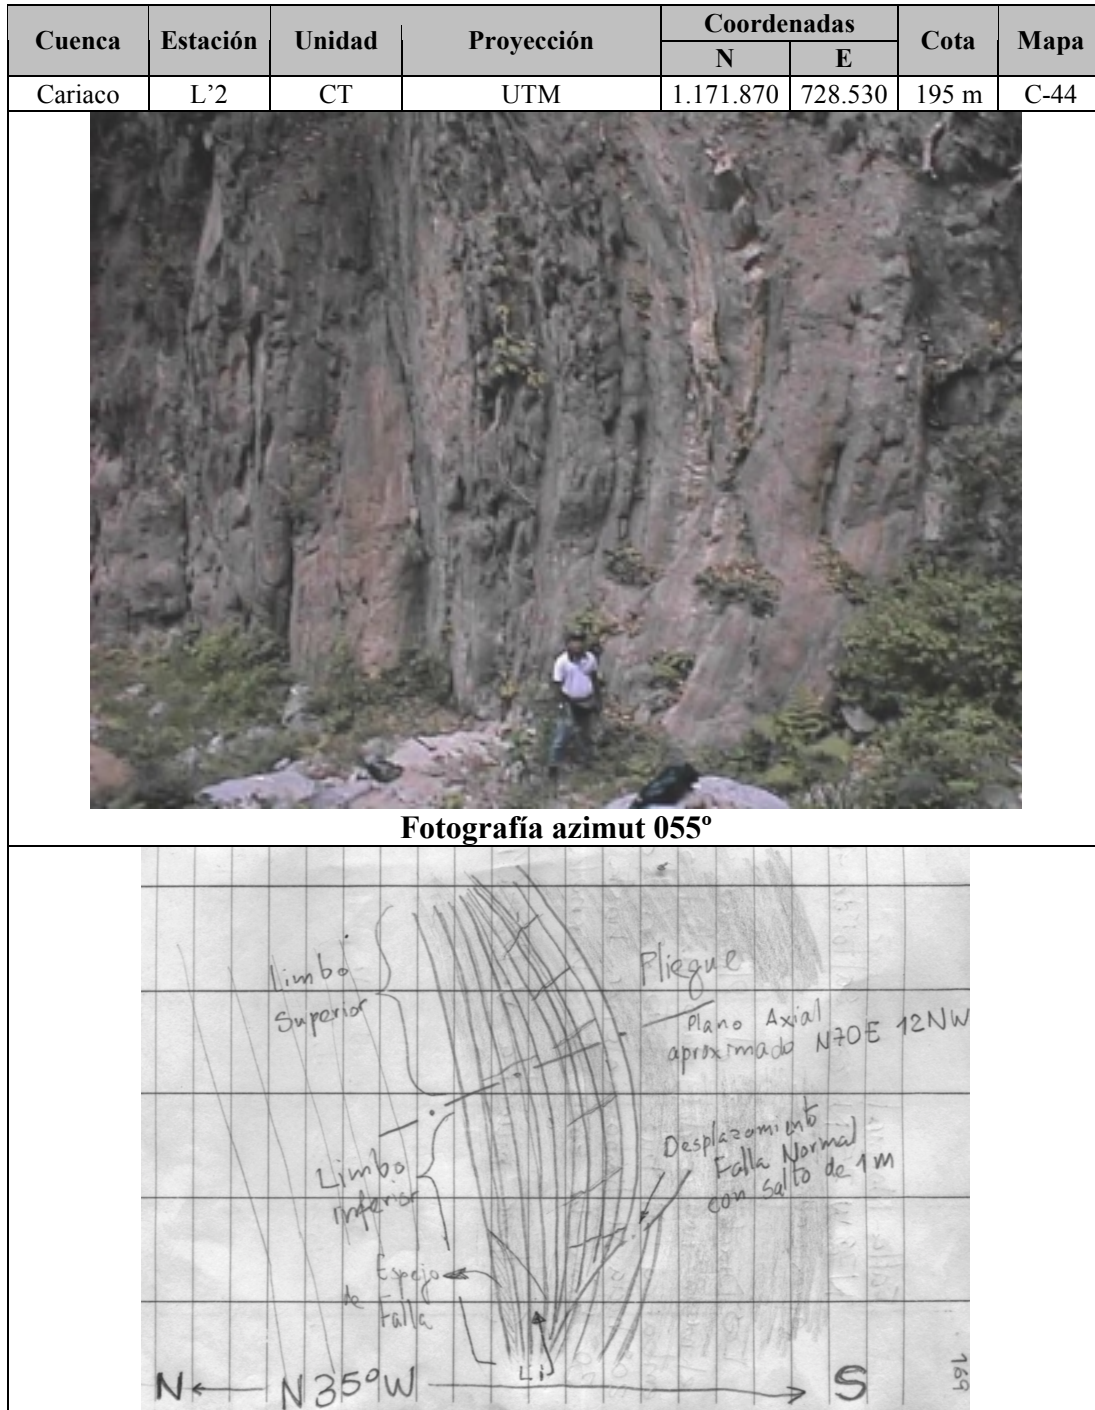 Cuenca Estación Unidad Proyección Coordenadas Cota Mapa
N E
Cariaco L’2 CT UTM 1.171.870 728.530 195 m C-44
Fotografía azimut 055º
Limbo
Superior
Pliegue
Plano Axial
aproximado N70E 12NW
Desplazamiento
Falla Normal
con salto de 1 m
Limbo
Inferior
Espejo
de
Falla
Li
N N35ºW S
169